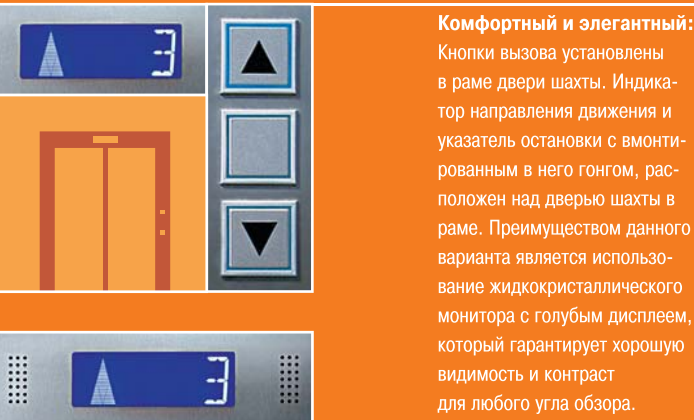 3
Комфортный и элегантный:
Кнопки вызова установлены
в раме двери шахты. Индика-
тор направления движения и
указатель остановки с вмонти-
рованным в него гонгом, рас-
положен над дверью шахты в
раме. Преимуществом данного
варианта является использо-
вание жидкокристаллического
монитора с голубым дисплеем,
который гарантирует хорошую
видимость и контраст
для любого угла обзора.
3